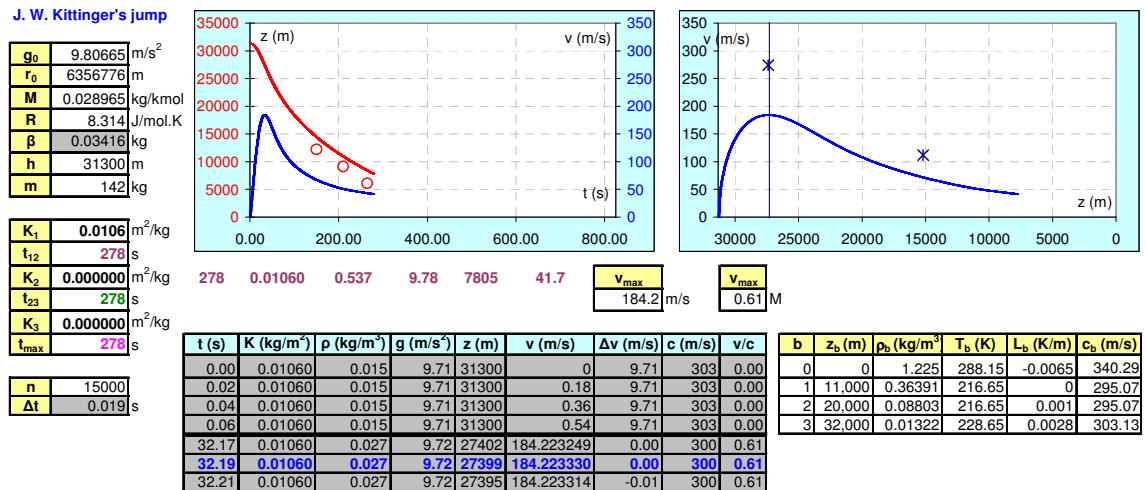 J. W. Kittinger's jump
g0 9.80665 m/s2
r0 6356776 m
M 0.028965 kg/kmol
R 8.314 J/mol.K
β 0.03416 kg
h 31300 m
m 142 kg
K1 0.0106 m2/kg
t12 278 s
K2 0.000000 m2/kg
t23 278 s
K3 0.000000 m2/kg
tmax 278 s
n 15000
Δt 0.019 s
z (m) v (m/s)
35000 350
30000 300
25000 250
20000 200
15000 150
10000 100
5000 50
0 0
t (s)
0.00 200.00 400.00 600.00 800.00
v (m/s)
350
300
250
200
150
100
50
0
z (m)
30000 25000 20000 15000 10000 5000 0
278 0.01060 0.537 9.78 7805 41.7
vmax
184.2 m/s
vmax
0.61 M
t (s) K (kg/m2) ρ (kg/m3) g (m/s2) z (m) v (m/s) Δv (m/s) c (m/s) v/c
0.00 0.01060 0.015 9.71 31300 0 9.71 303 0.00
0.02 0.01060 0.015 9.71 31300 0.18 9.71 303 0.00
0.04 0.01060 0.015 9.71 31300 0.36 9.71 303 0.00
0.06 0.01060 0.015 9.71 31300 0.54 9.71 303 0.00
32.17 0.01060 0.027 9.72 27402 184.223249 0.00 300 0.61
32.19 0.01060 0.027 9.72 27399 184.223330 0.00 300 0.61
32.21 0.01060 0.027 9.72 27395 184.223314 -0.01 300 0.61
b zb (m) ρb (kg/m3 Tb (K) Lb (K/m) cb (m/s)
0 0 1.225 288.15 -0.0065 340.29
1 11,000 0.36391 216.65 0 295.07
2 20,000 0.08803 216.65 0.001 295.07
3 32,000 0.01322 228.65 0.0028 303.13